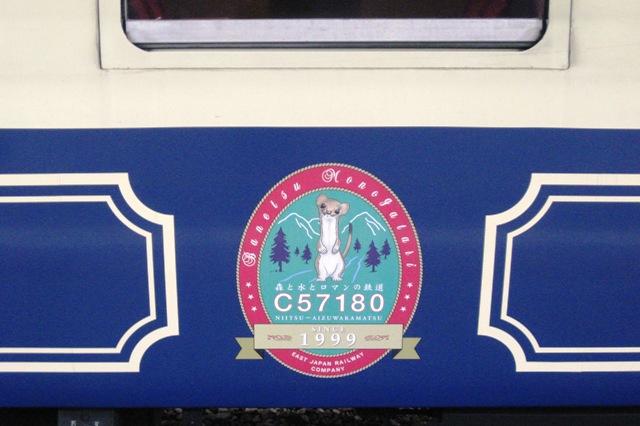 Banetsu Monogatari
森と水とロマンの鉄道
C57180
NIITSU~AIZUWAKAMATSU
SINCE
1999
EAST JAPAN RAILWAY
COMPANY